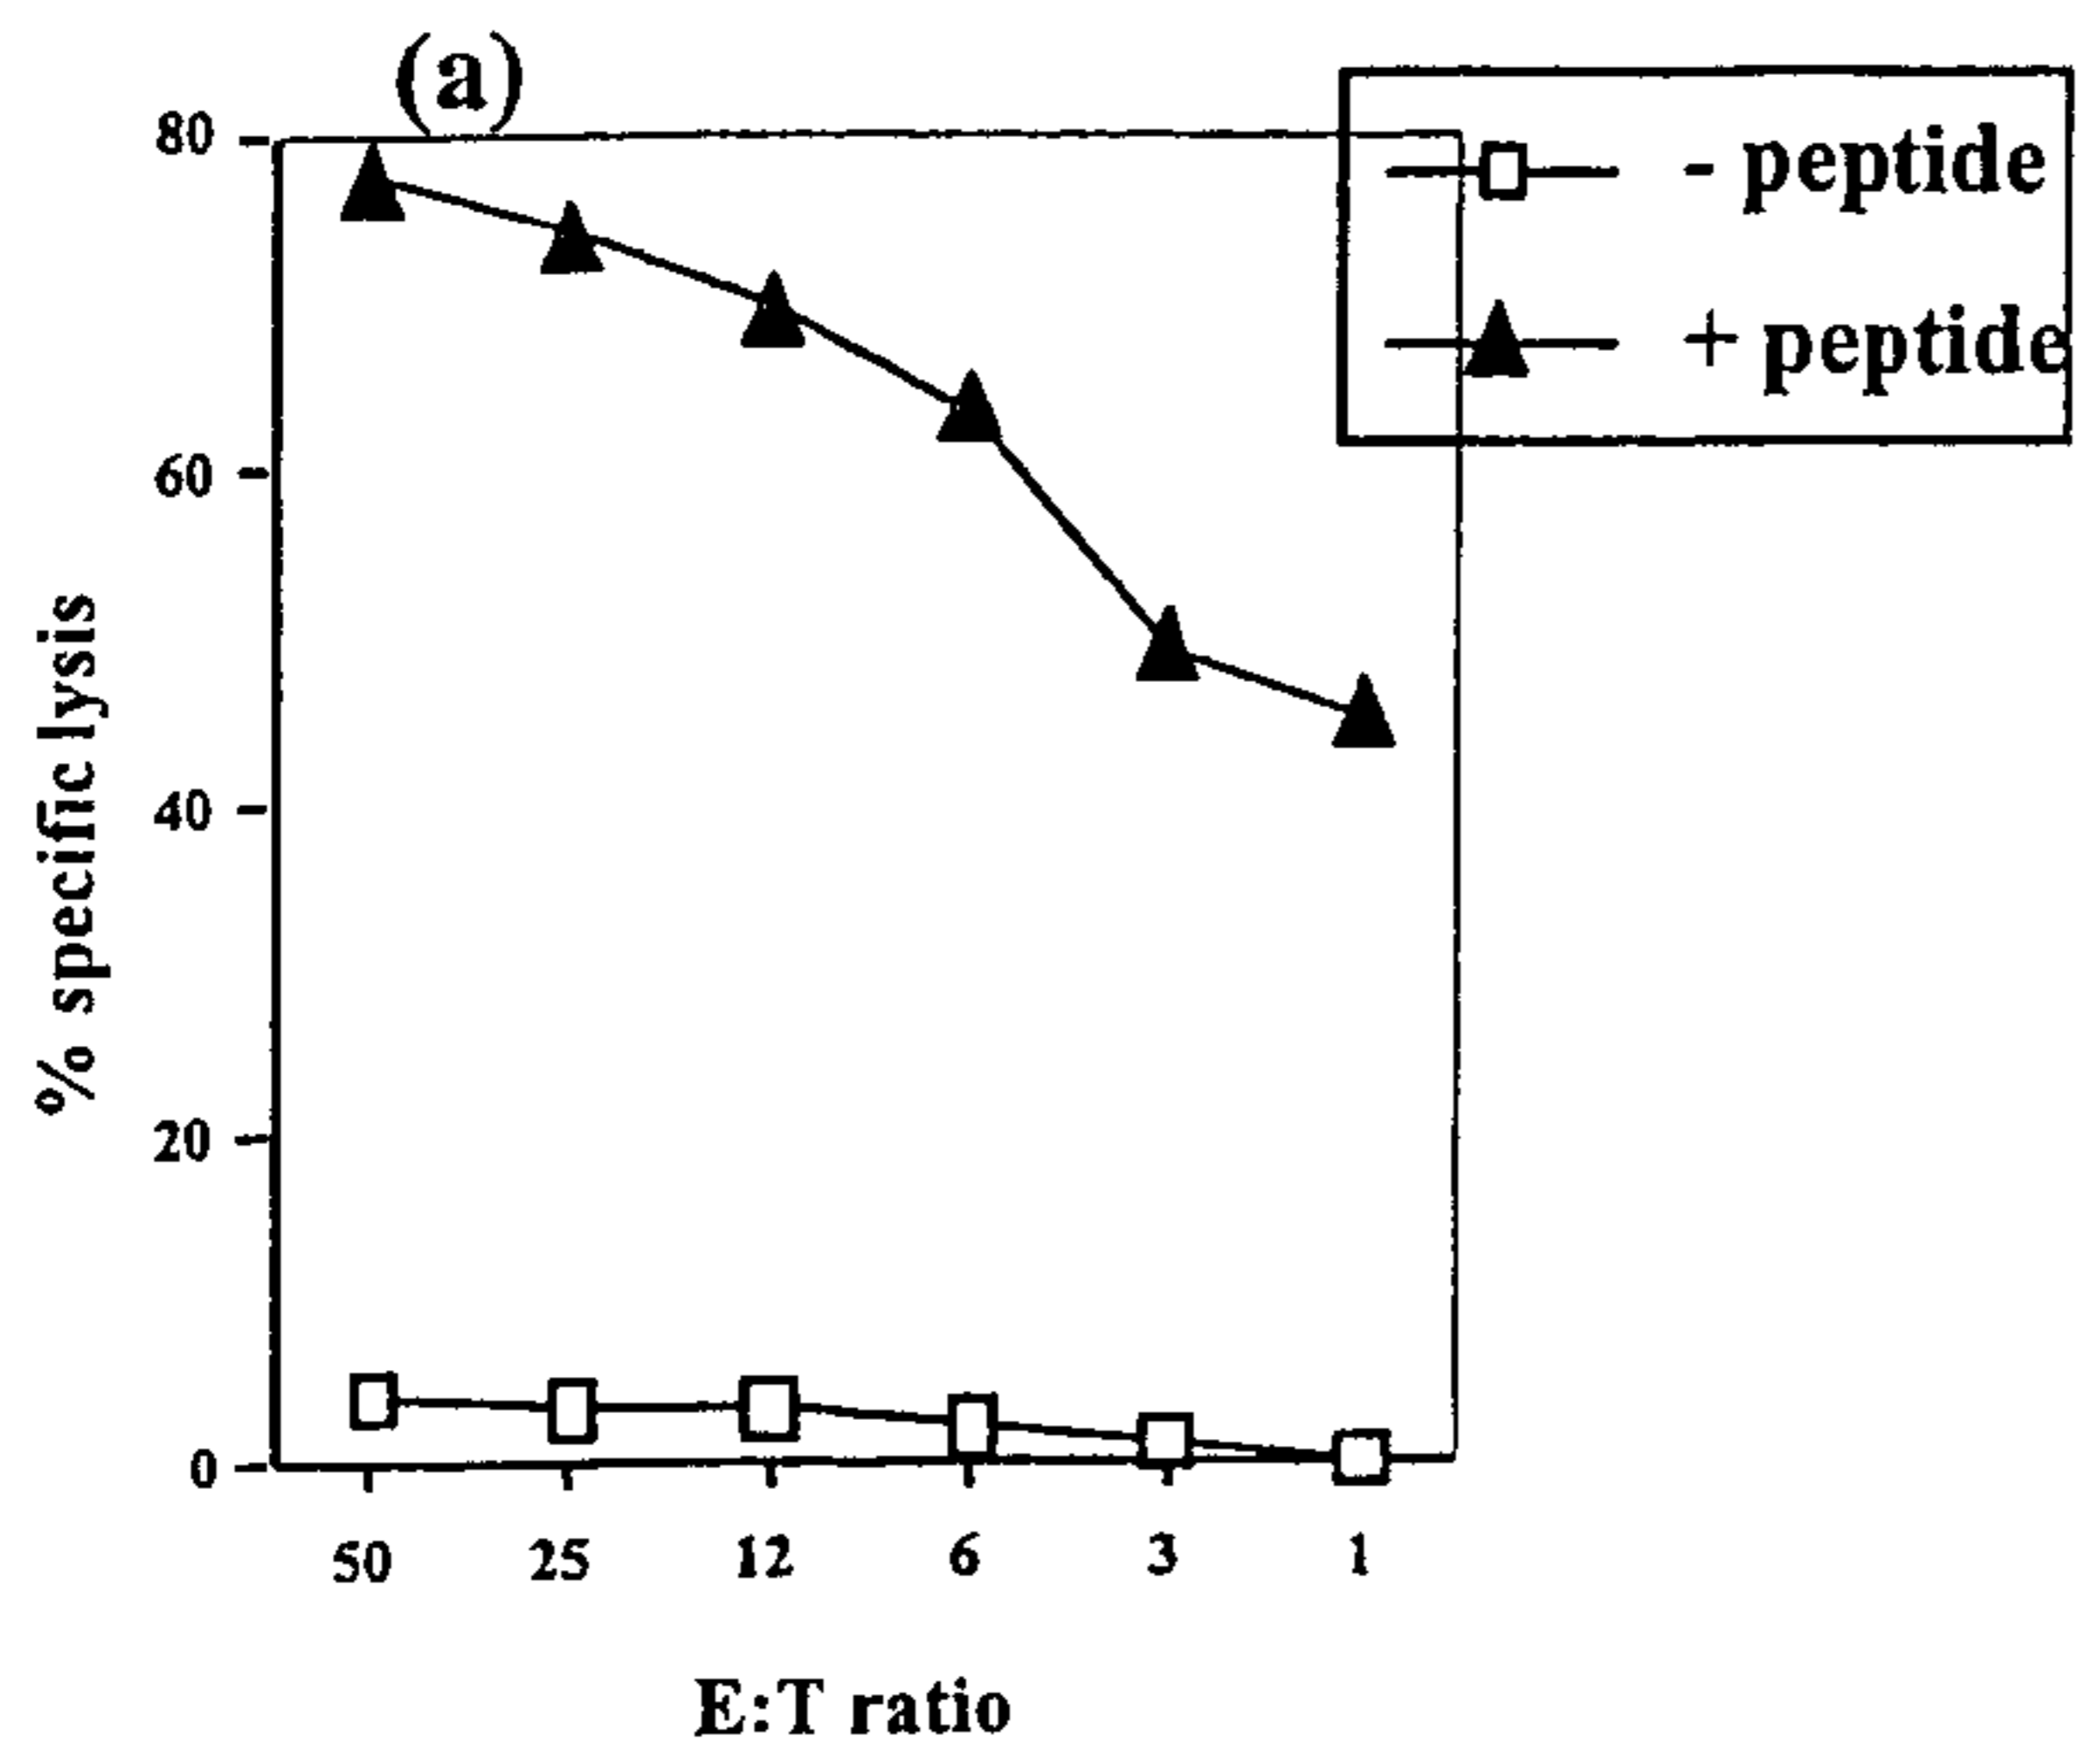 (a)
- peptide
+ peptide
80
60
40
20
0
% specific lysis
50 25 12 6 3 1
E:T ratio